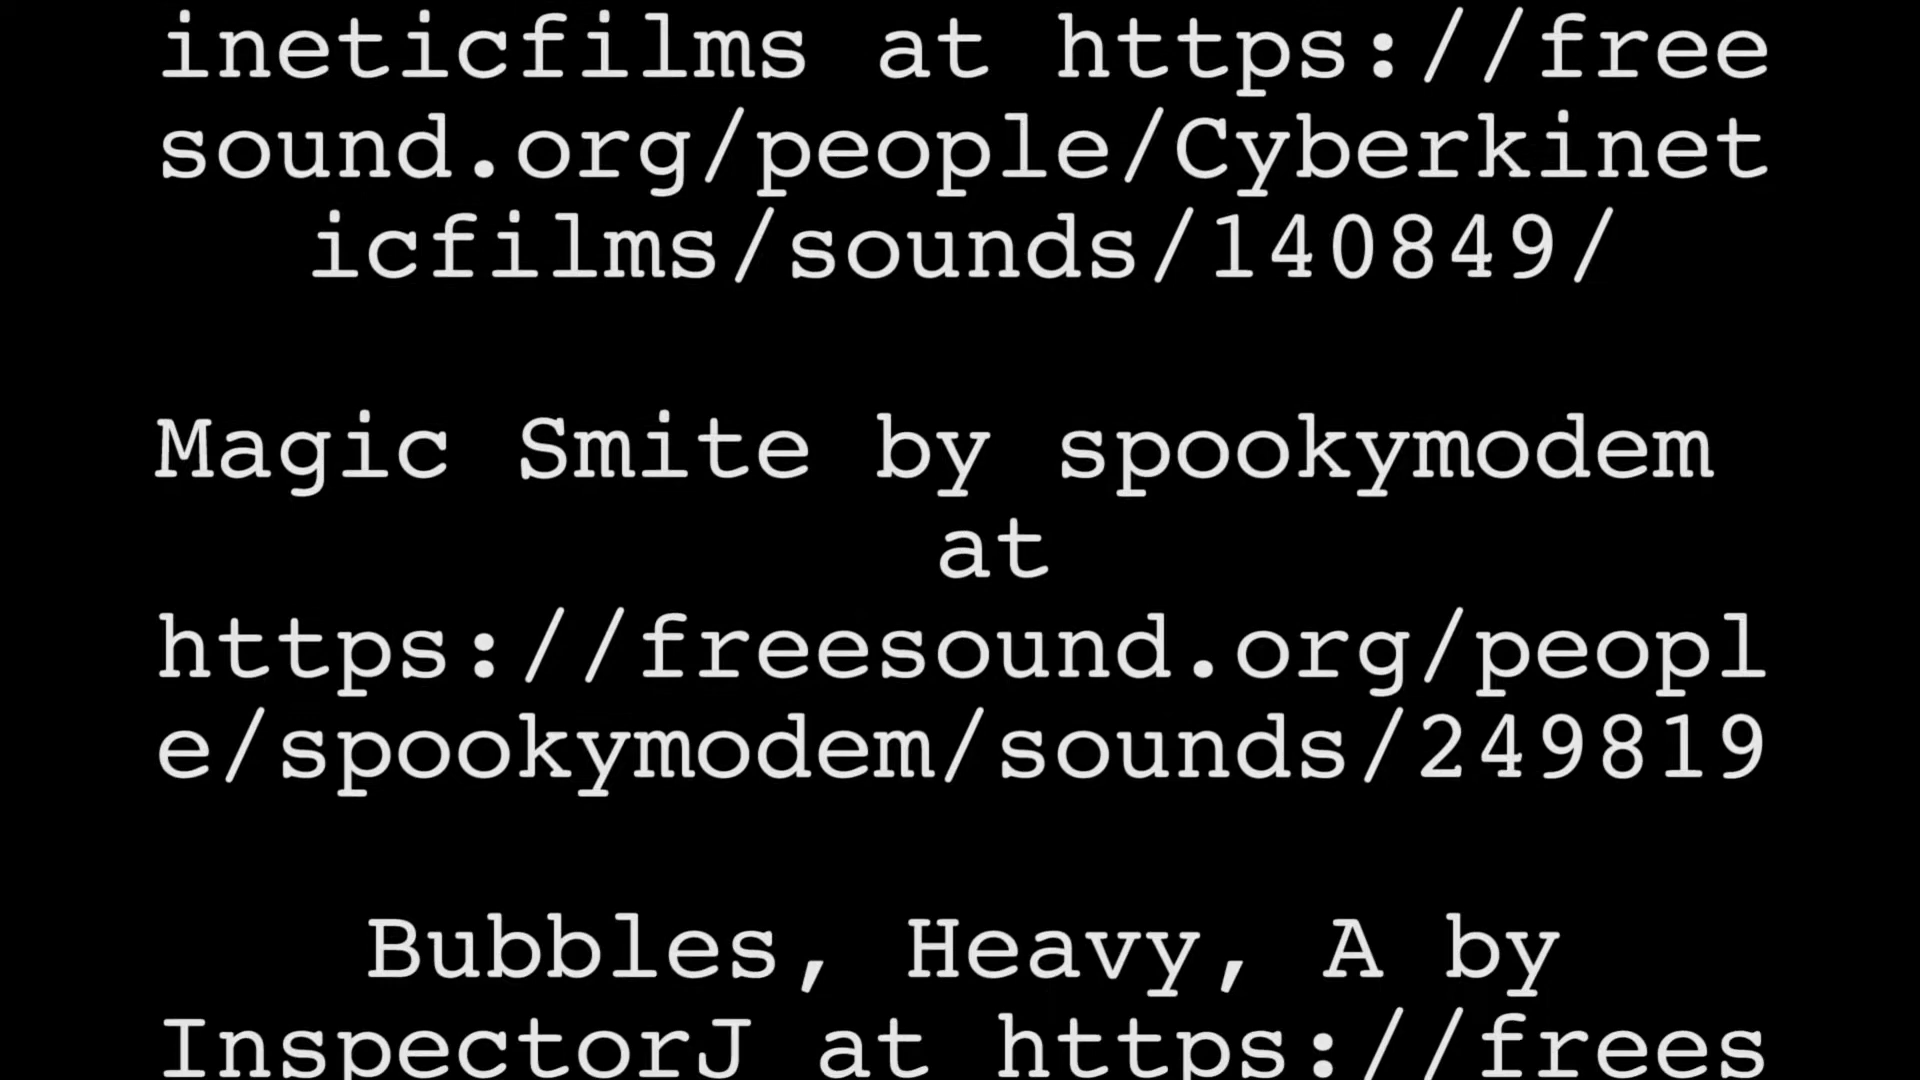 ineticfilms at https://free
sound.org/people/Cyberkinet
icfilms/sounds/140849/
Magic Smite by spookymodem
at
https://freesound.org/peopl
e/spookymodem/sounds/249819
Bubbles, Heavy, A by
InspectorJ at https://frees